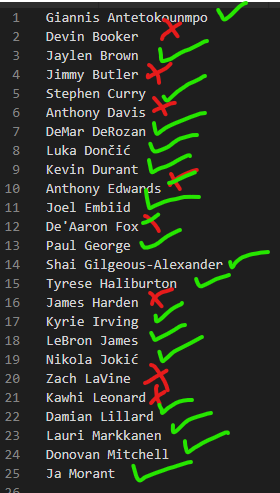 1 Giannis Antetokounmpo
2 Devin Booker
3 Jaylen Brown
4 Jimmy Butler
5 Stephen Curry
6 Anthony Davis
7 DeMar DeRozan
8 Luka Dončić
9 Kevin Durant
10 Anthony Edwards
11 Joel Embiid
12 De'Aaron Fox
13 Paul George
14 Shai Gilgeous-Alexander
15 Tyrese Haliburton
16 James Harden
17 Kyrie Irving
18 LeBron James
19 Nikola Jokić
20 Zach LaVine
21 Kawhi Leonard
22 Damian Lillard
23 Lauri Markkanen
24 Donovan Mitchell
25 Ja Morant
26